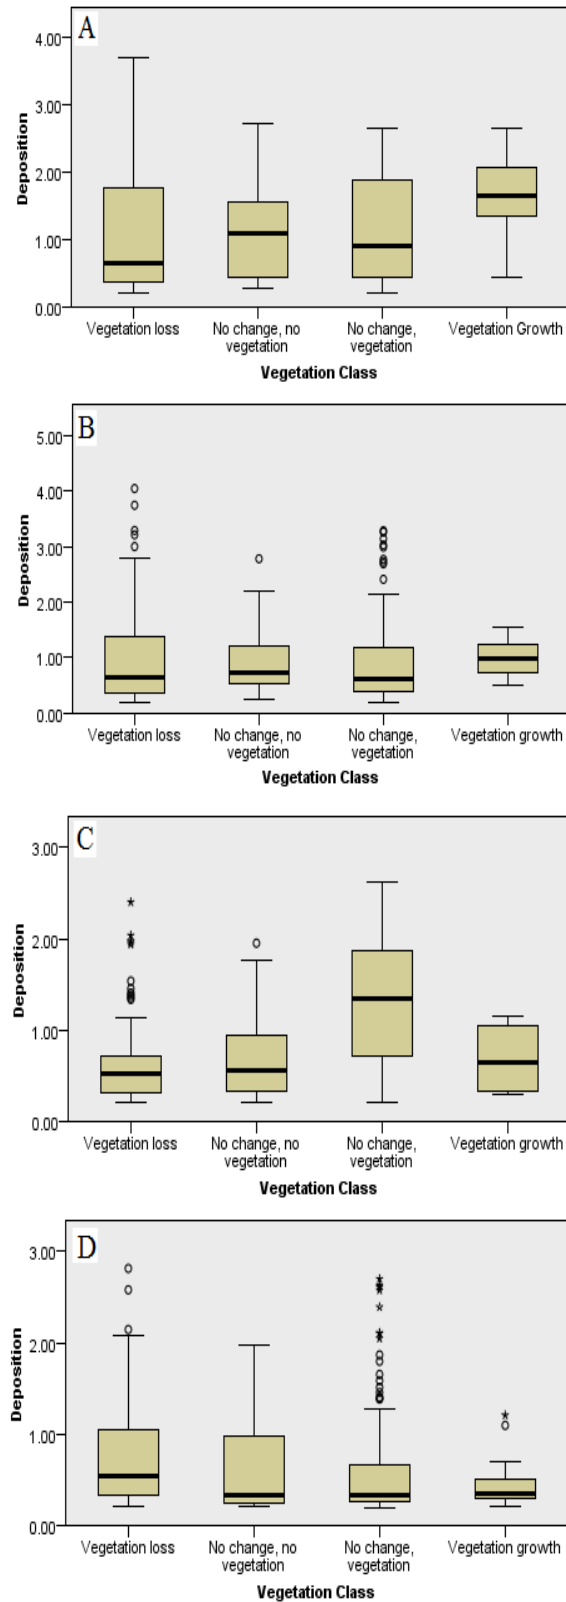 A
4.00
3.00
2.00
1.00
0.00
Deposition
Vegetation loss
No change, no
vegetation
No change,
vegetation
Vegetation Growth
Vegetation Class
B
5.00
4.00
3.00
2.00
1.00
0.00
Deposition
Vegetation loss
No change, no
vegetation
No change,
vegetation
Vegetation growth
Vegetation Class
C
3.00
2.00
1.00
0.00
Deposition
Vegetation loss
No change, no
vegetation
No change,
vegetation
Vegetation growth
Vegetation Class
D
3.00
2.00
1.00
0.00
Deposition
Vegetation loss
No change, no
vegetation
No change,
vegetation
Vegetation growth
Vegetation Class